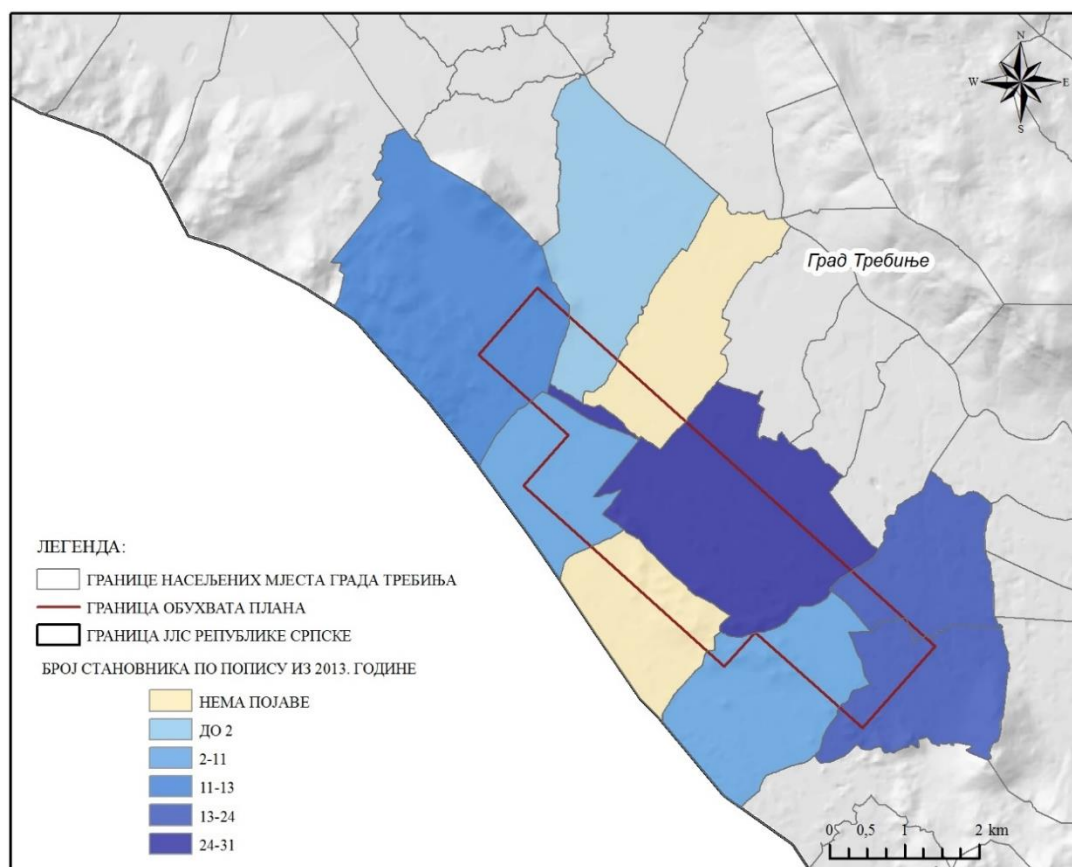 N
W E
S
Град Требиње
ЛЕГЕНДА:
ГРАНИЦЕ НАСЕЉЕНИХ МЈЕСТА ГРАДА ТРЕБИЊА
ГРАНИЦА ОБУХВАТА ПЛАНА
ГРАНИЦА ЈЛС РЕПУБЛИКЕ СРПСКЕ
БРОЈ СТАНОВНИКА ПО ПОПИСУ ИЗ 2013. ГОДИНЕ
НЕМА ПОЈАВЕ
ДО 2
2-11
11-13
13-24
24-31
0 0,5 1 2 km